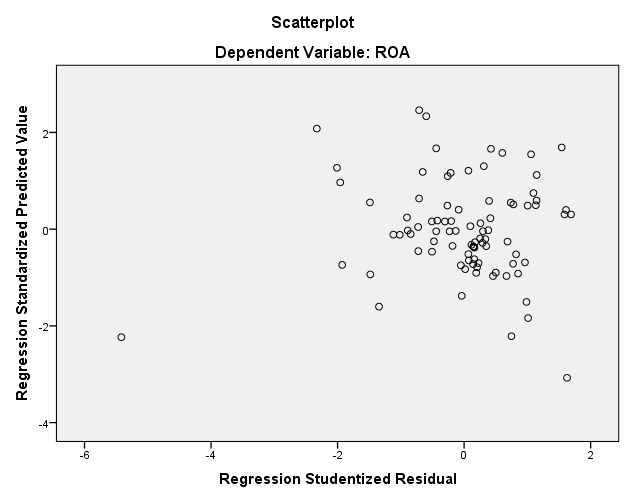 Scatterplot
Dependent Variable: ROA
Regression Standardized Predicted Value
2
0
-2
-4
-6
-4
-2
0
2
Regression Studentized Residual